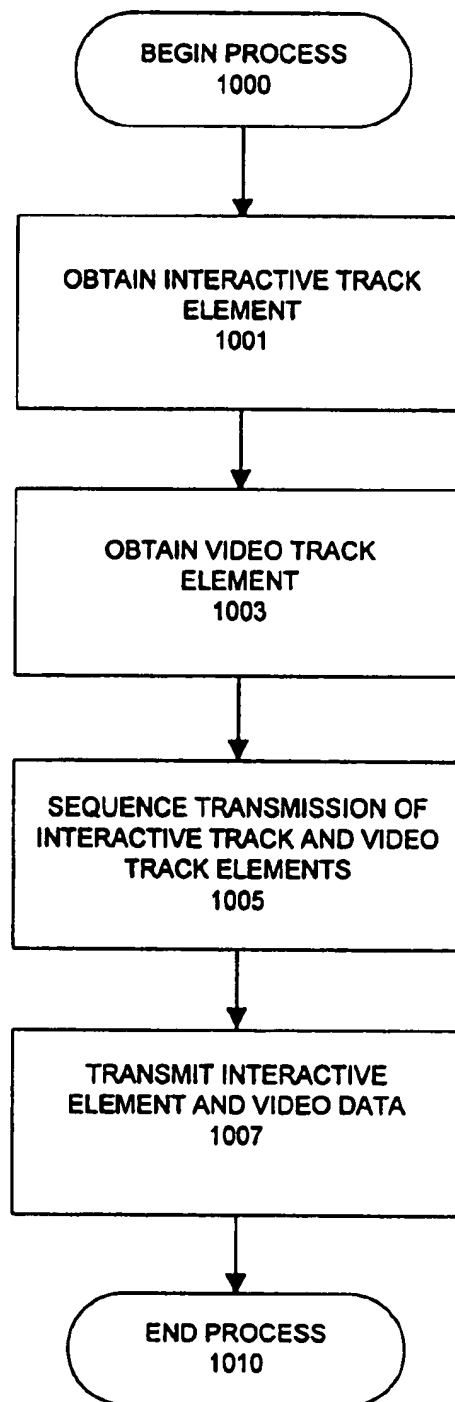 BEGIN PROCESS
1000
OBTAIN INTERACTIVE TRACK
ELEMENT
1001
OBTAIN VIDEO TRACK
ELEMENT
1003
SEQUENCE TRANSMISSION OF
INTERACTIVE TRACK AND VIDEO
TRACK ELEMENTS
1005
TRANSMIT INTERACTIVE
ELEMENT AND VIDEO DATA
1007
END PROCESS
1010